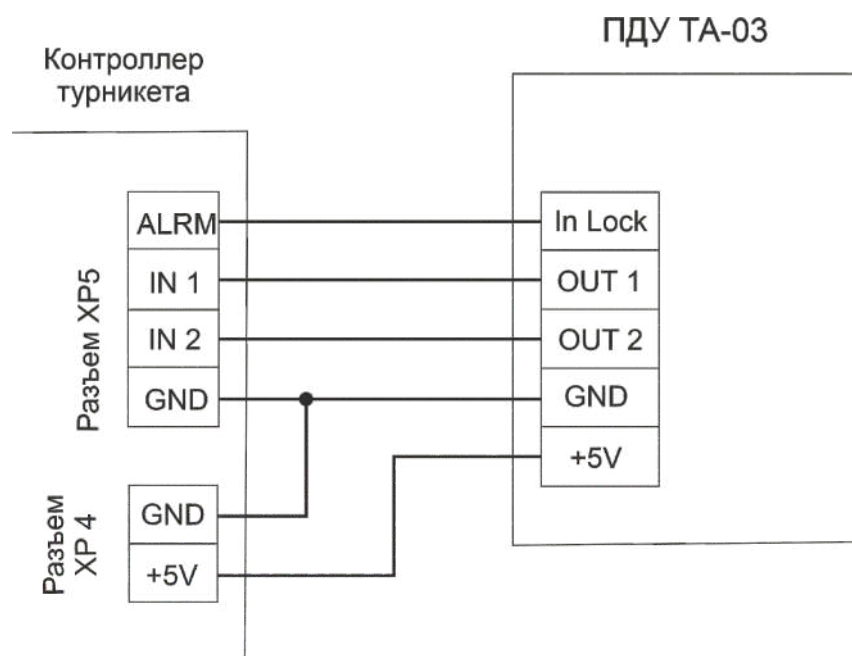 ПДУ ТА-03
Контроллер
турникета
Разъем XP5
ALRM
IN 1
IN 2
GND
Разъем
XP 4
GND
+5V
In Lock
OUT 1
OUT 2
GND
+5V